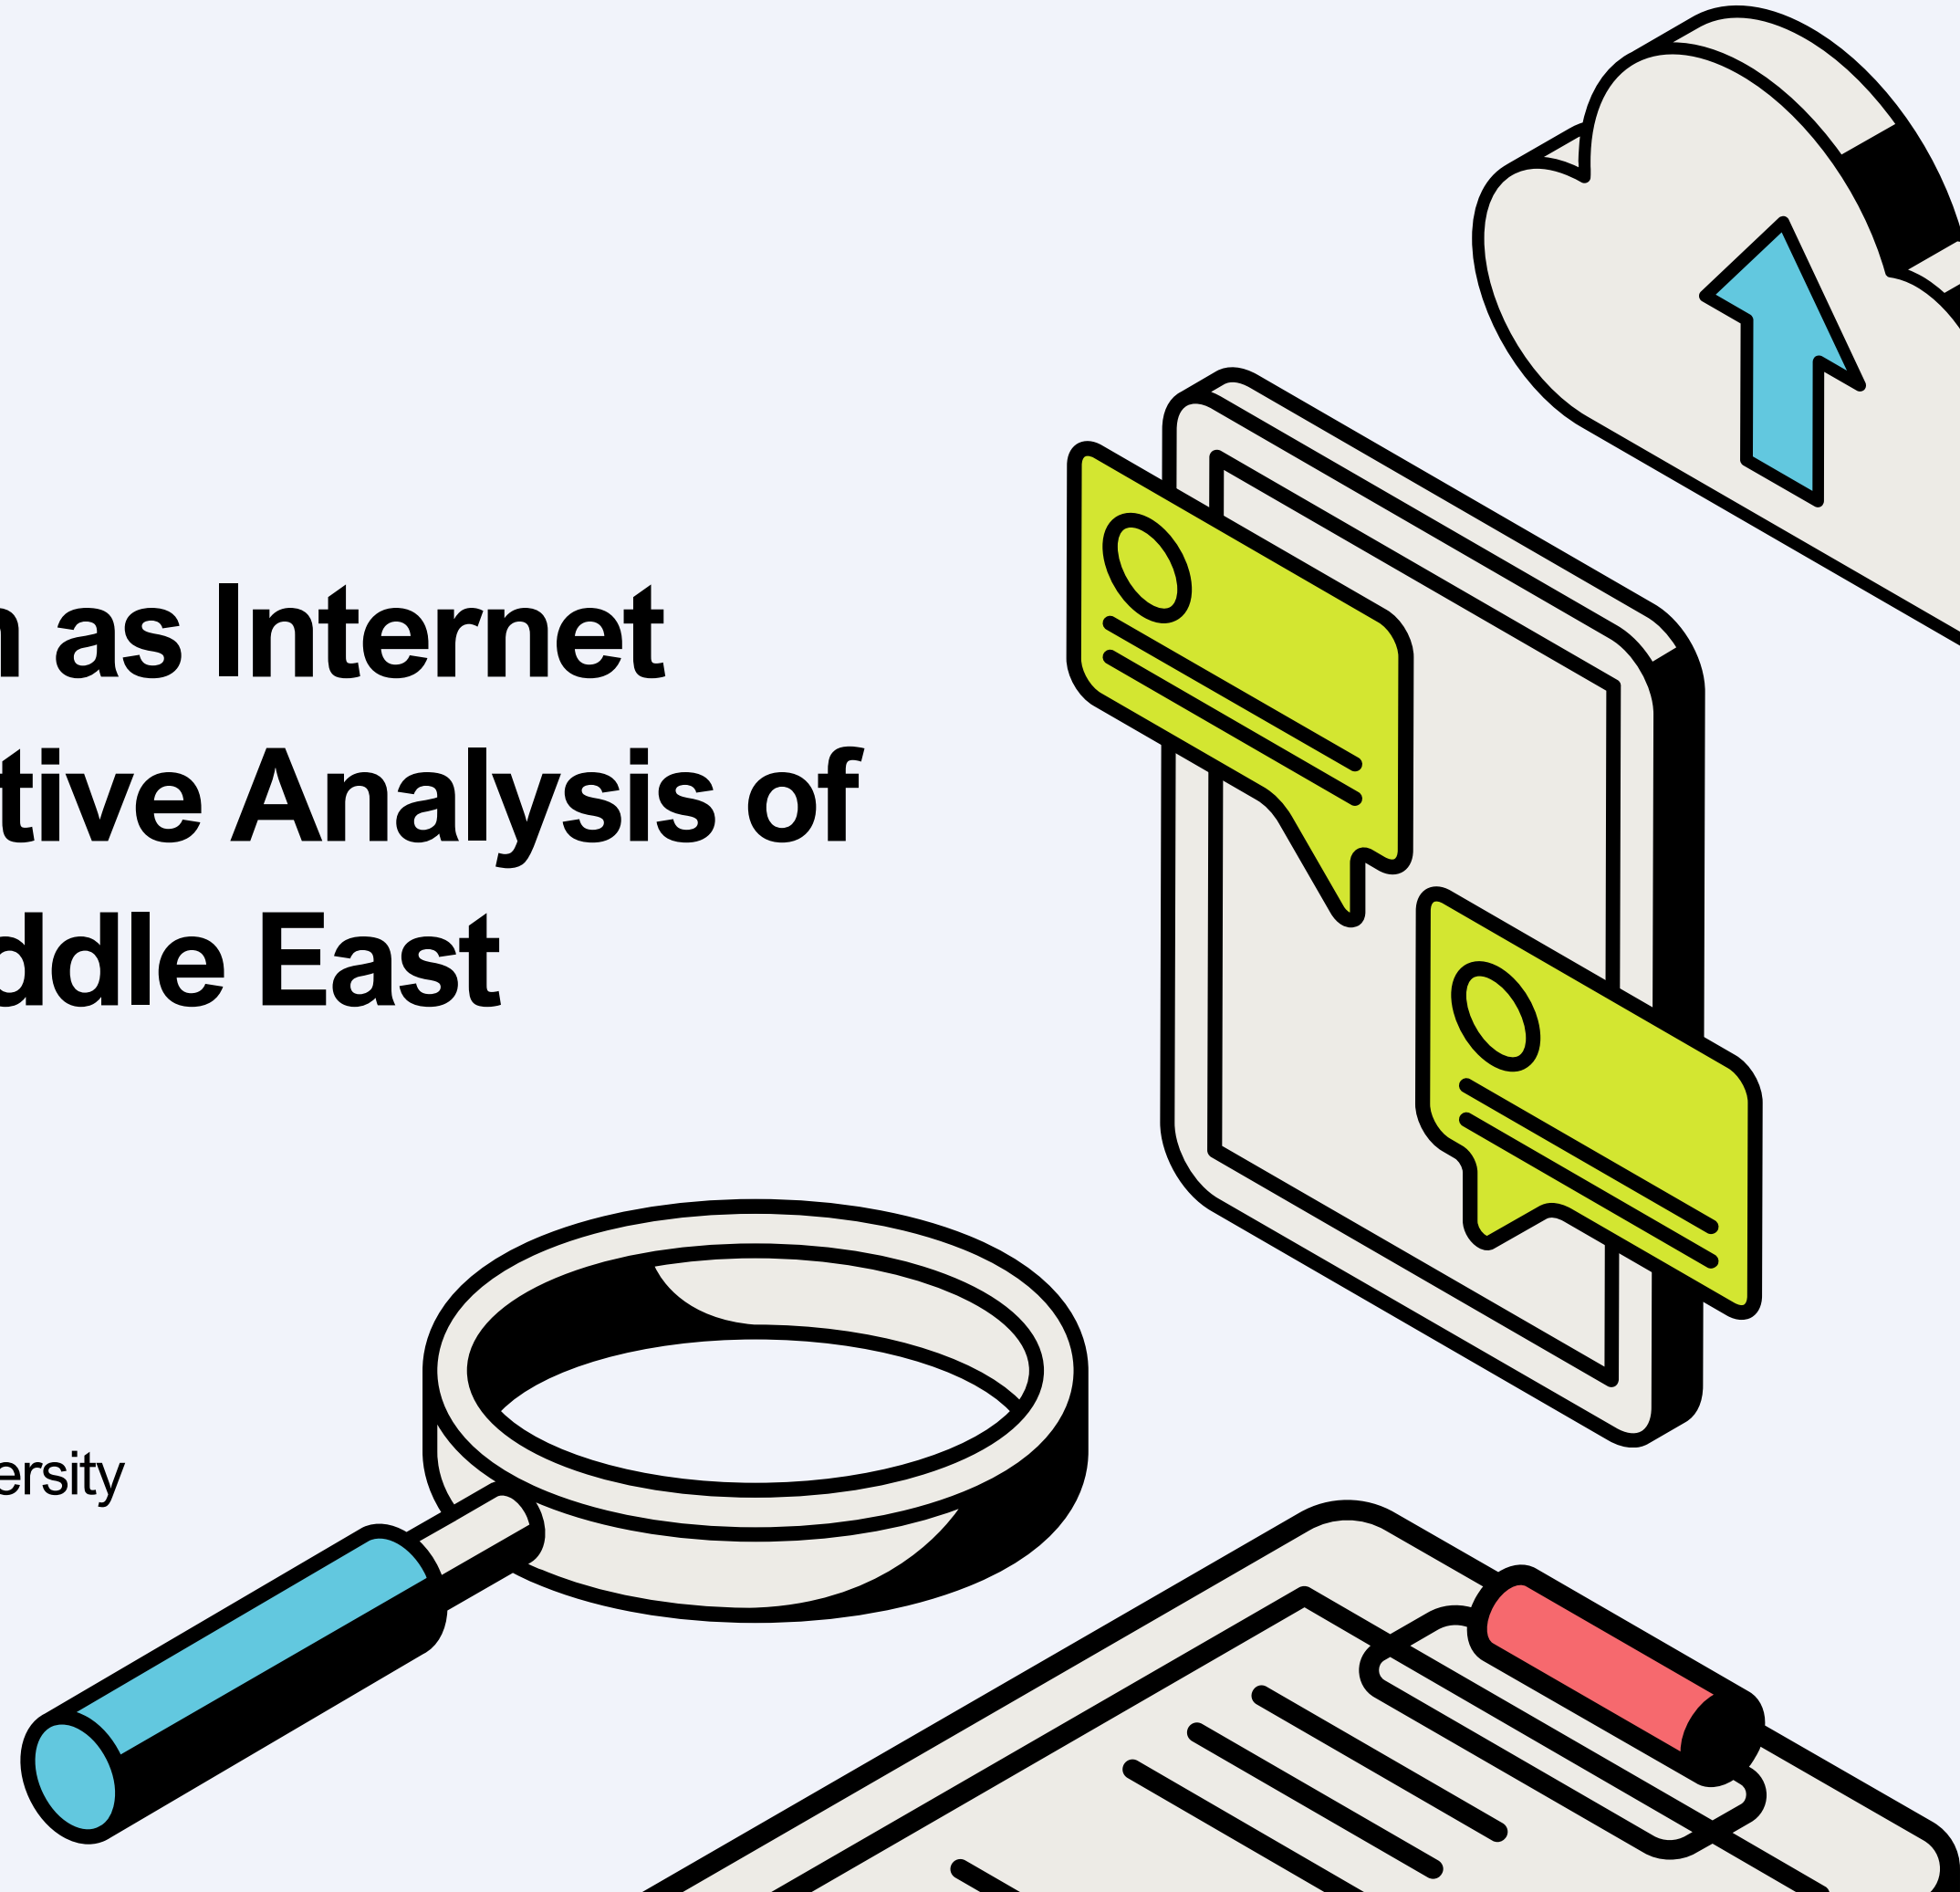 as Internet
tive Analysis of
ddle East
ersity